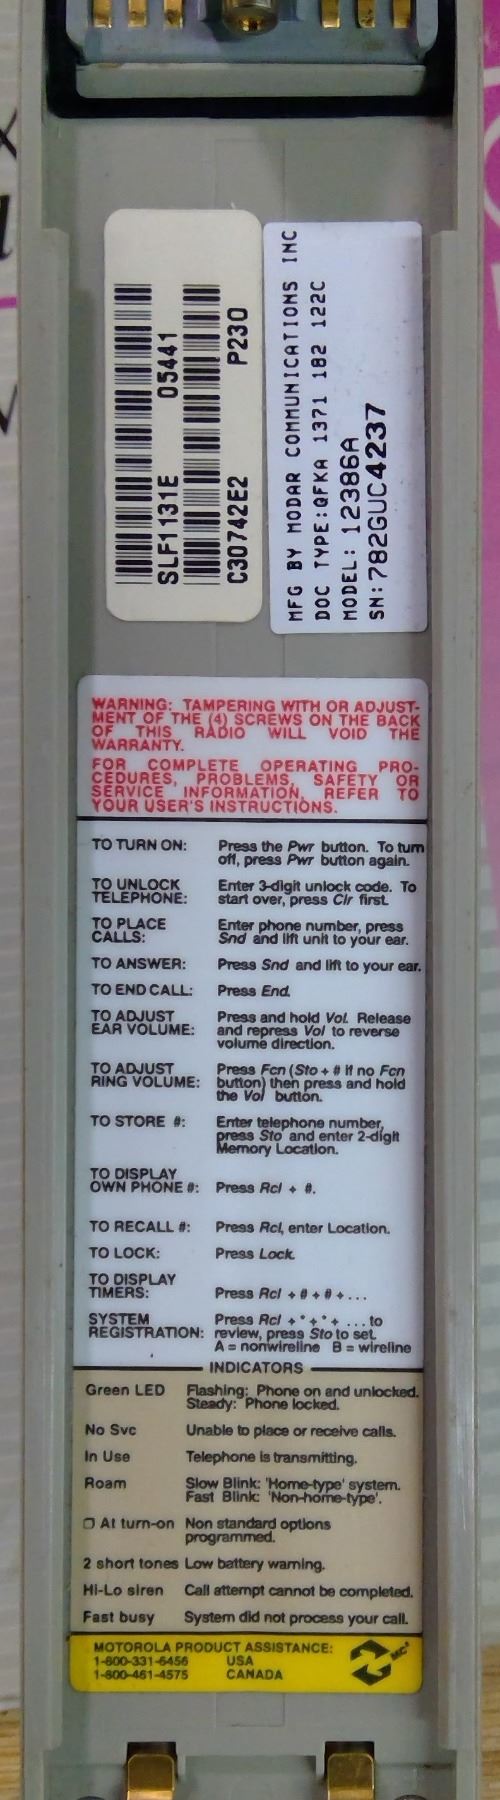 SLF1131E 05441
C30742E2 P230
MFG BY MODAR COMMUNICATIONS INC
DOC TYPE:QFKA 1371 182 122C
MODEL: 12386A
SN:782GUC4237
WARNING: TAMPERING WITH OR ADJUST-
MENT OF THE (4) SCREWS ON THE BACK
OF THIS RADIO WILL VOID THE
WARRANTY.
FOR COMPLETE OPERATING PRO-
CEDURES, PROBLEMS, SAFETY OR
SERVICE INFORMATION, REFER TO
YOUR USER'S INSTRUCTIONS.
TO TURN ON: Press the Pwr button. To turn
off, press Pwr button again.
TO UNLOCK Enter 3-digit unlock code. To
TELEPHONE: start over, press Clr first.
TO PLACE Enter phone number, press
CALLS: Snd and lift unit to your ear.
TO ANSWER: Press Snd and lift to your ear.
TO END CALL: Press End.
TO ADJUST Press and hold Vol. Release
EAR VOLUME: and repress Vol to reverse
volume direction.
TO ADJUST Press Fcn (Sto + # if no Fcn
RING VOLUME: button) then press and hold
the Vol button.
TO STORE #: Enter telephone number,
press Sto and enter 2-digit
Memory Location.
TO DISPLAY
OWN PHONE #: Press Rcl + #.
TO RECALL #: Press Rcl, enter Location.
TO LOCK: Press Lock.
TO DISPLAY
TIMERS: Press Rcl + # + # + . . .
SYSTEM Press Rcl + * + * + . . . to
REGISTRATION: review, press Sto to set.
A = nonwireline B = wireline
INDICATORS
Green LED Flashing: Phone on and unlocked.
Steady: Phone locked.
No Svc Unable to place or receive calls.
In Use Telephone is transmitting.
Roam Slow Blink: 'Home-type' system.
Fast Blink: 'Non-home-type'.
❒ At turn-on Non standard options
programmed.
2 short tones Low battery warning.
Hi-Lo siren Call attempt cannot be completed.
Fast busy System did not process your call.
MOTOROLA PRODUCT ASSISTANCE:
1-800-331-6456 USA
1-800-461-4575 CANADA
MC²